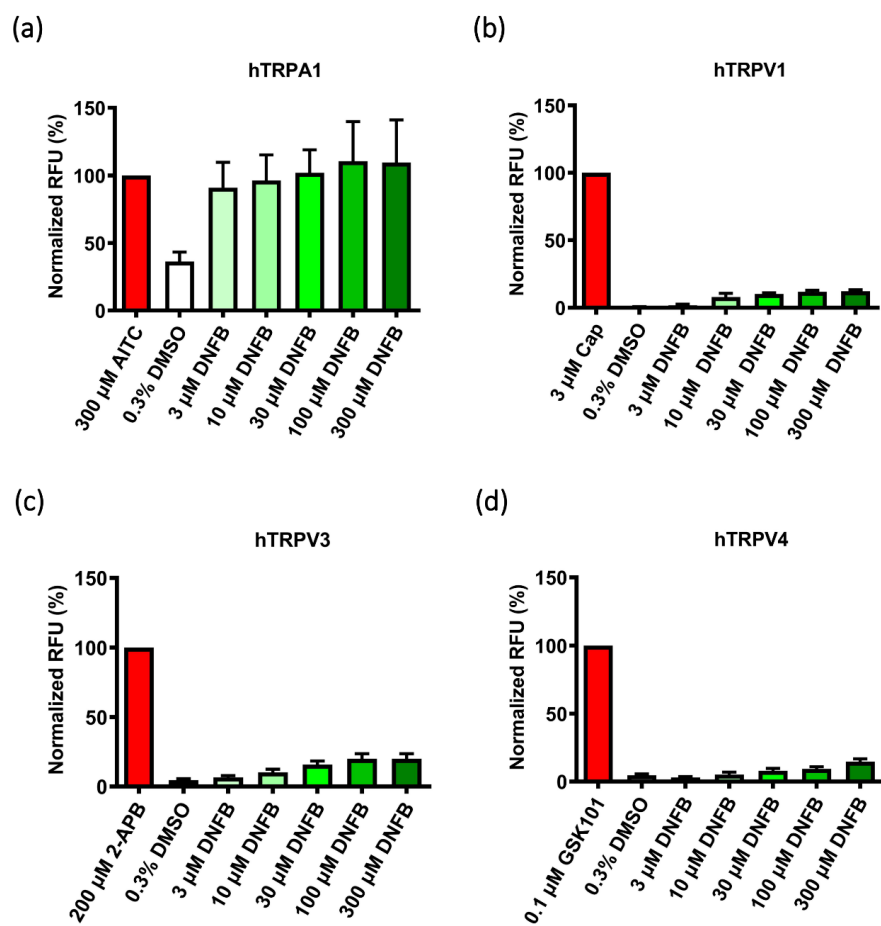 (a)
hTRPA1
Normalized RFU (%)
150
100
50
0
300 µM AITC
0.3% DMSO
3 µM DNFB
10 µM DNFB
30 µM DNFB
100 µM DNFB
300 µM DNFB
(b)
hTRPV1
Normalized RFU (%)
150
100
50
0
3 µM Cap
0.3% DMSO
3 µM DNFB
10 µM DNFB
30 µM DNFB
100 µM DNFB
300 µM DNFB
(c)
hTRPV3
Normalized RFU (%)
150
100
50
0
200 µM 2-APB
0.3% DMSO
3 µM DNFB
10 µM DNFB
30 µM DNFB
100 µM DNFB
300 µM DNFB
(d)
hTRPV4
Normalized RFU (%)
150
100
50
0
0.1 µM GSK101
0.3% DMSO
3 µM DNFB
10 µM DNFB
30 µM DNFB
100 µM DNFB
300 µM DNFB